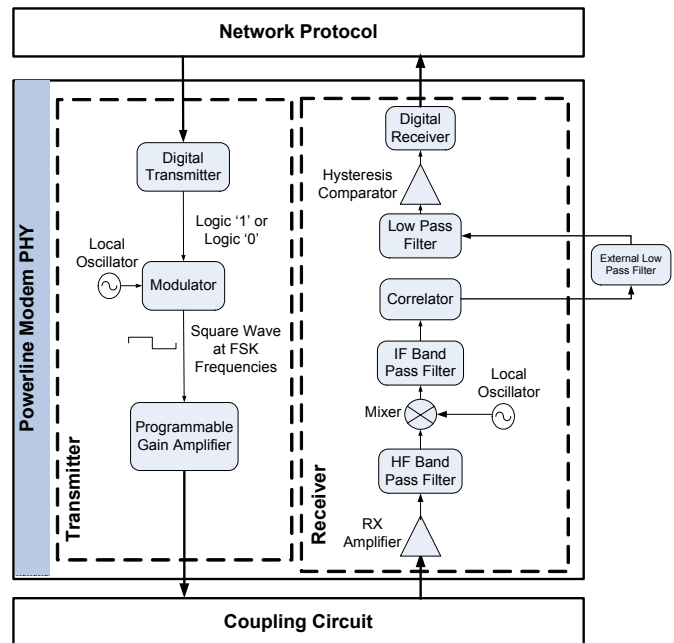 Network Protocol
Powerline Modem PHY
Transmitter
Digital
Transmitter
Logic ‘1’ or
Logic ‘0’
Local
Oscillator
Modulator
Square Wave
at FSK
Frequencies
Programmable
Gain Amplifier
Receiver
Digital
Receiver
Hysteresis
Comparator
Low Pass
Filter
External Low
Pass Filter
Correlator
IF Band
Pass Filter
Local
Oscillator
Mixer
HF Band
Pass Filter
RX
Amplifier
Coupling Circuit